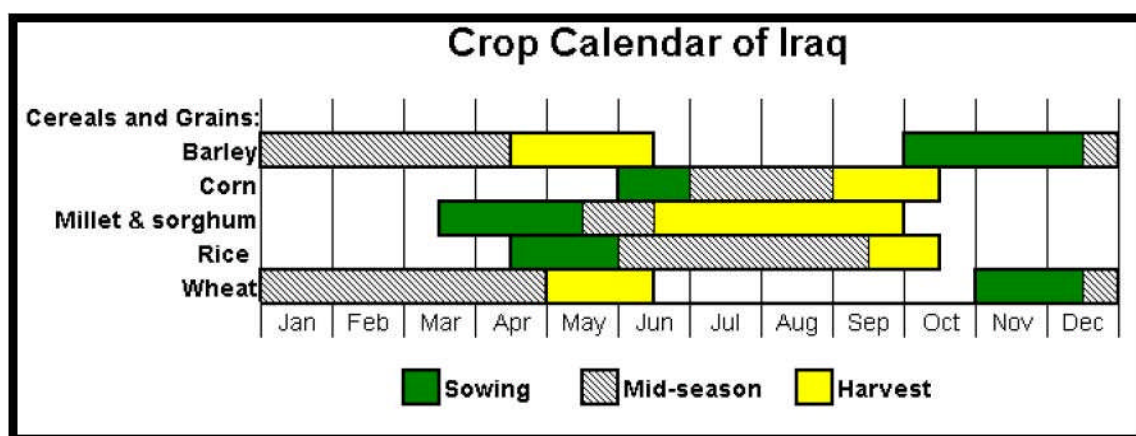 Crop Calendar of Iraq
Cereals and Grains:
Barley
Corn
Millet & sorghum
Rice
Wheat
Jan Feb Mar Apr May Jun Jul Aug Sep Oct Nov Dec
Sowing Mid-season Harvest